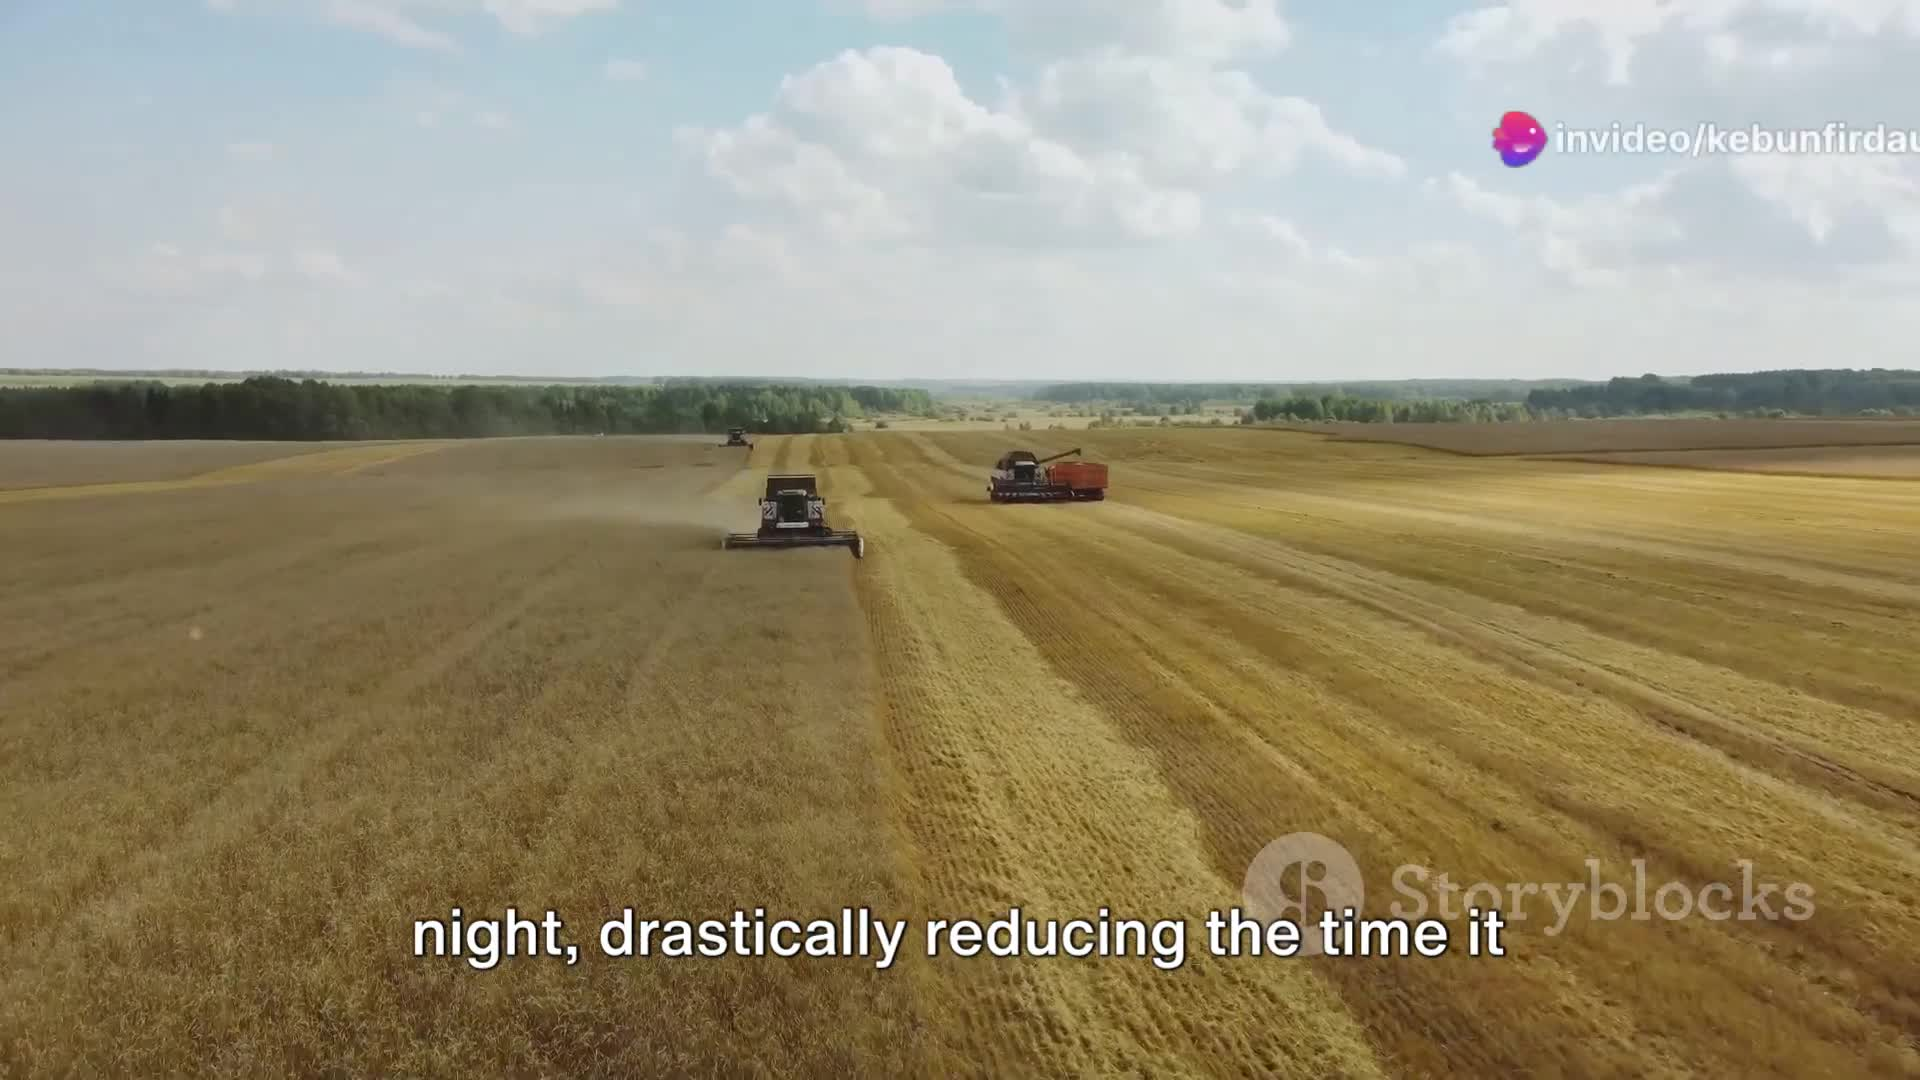 invideo/kebunfirdau
Storyblocks
night, drastically reducing the time it